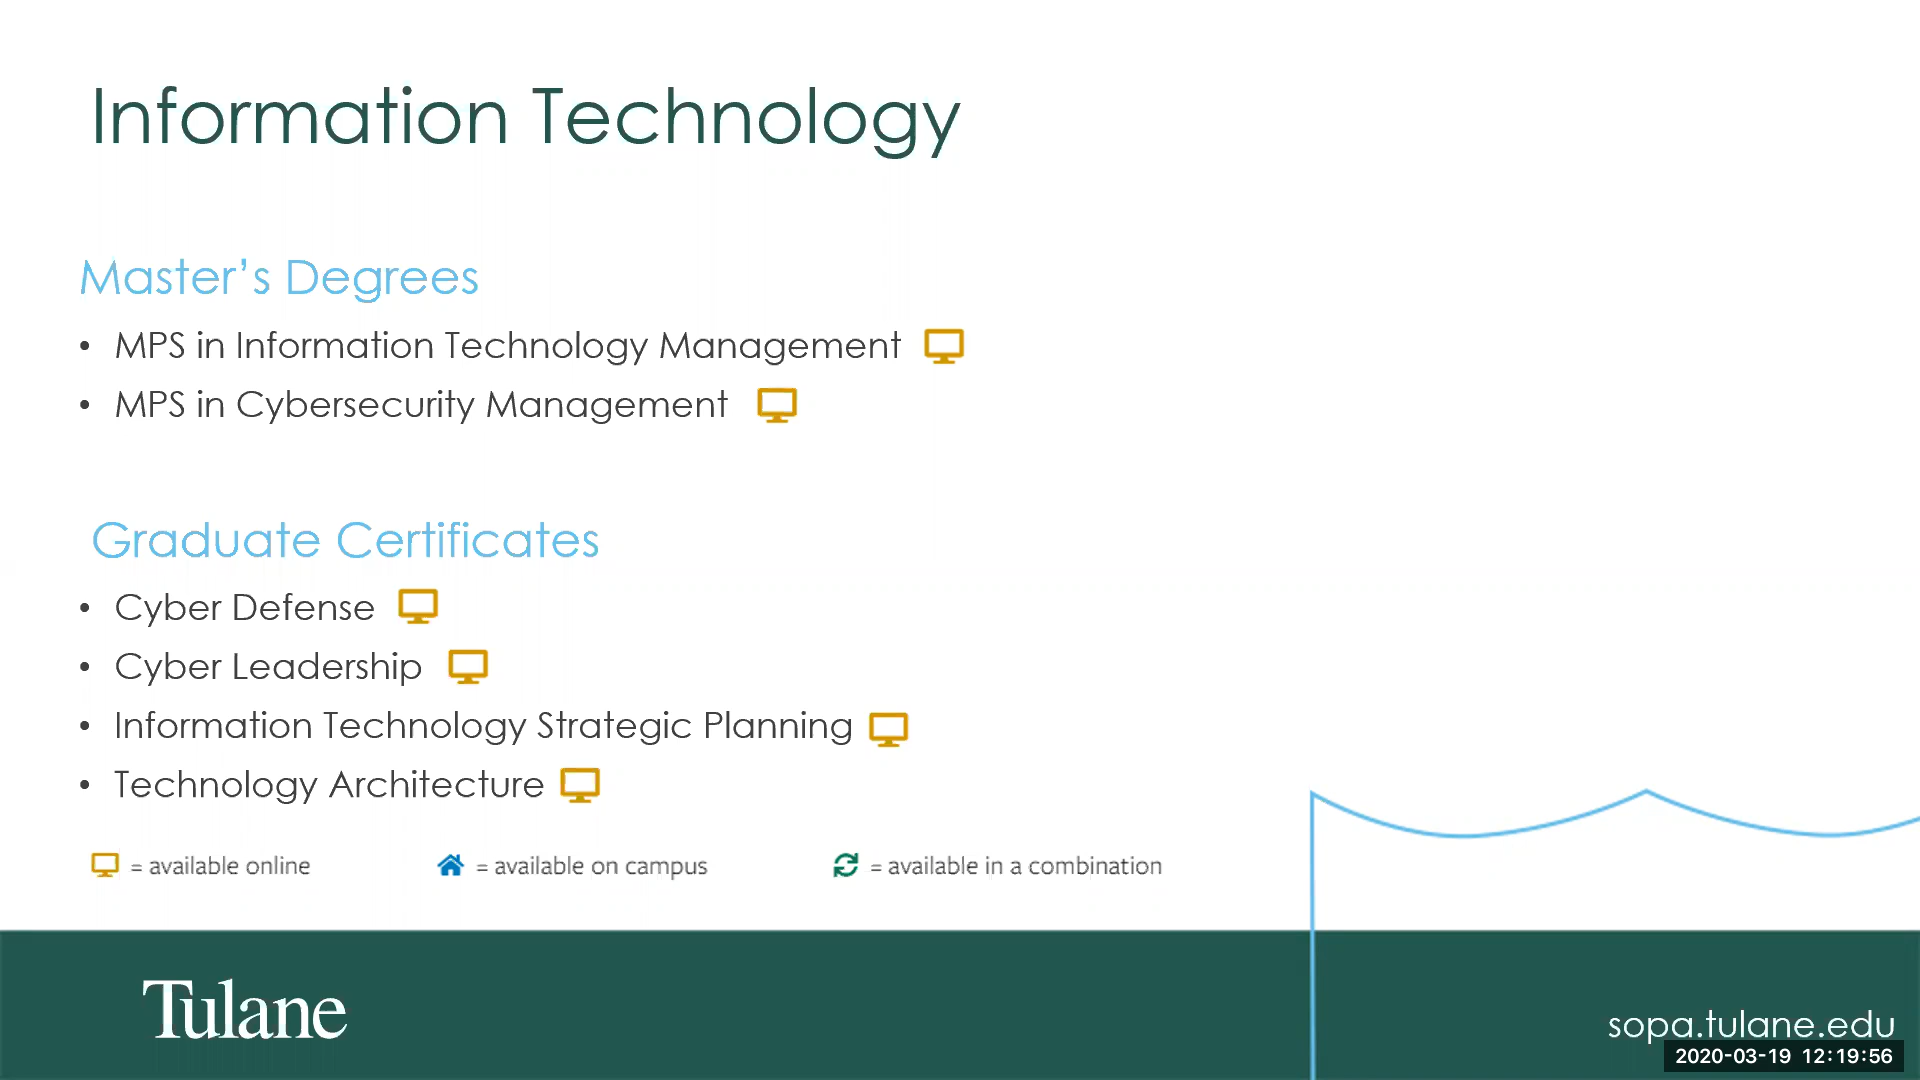 Information Technology
Master’s Degrees
• MPS in Information Technology Management
• MPS in Cybersecurity Management
Graduate Certificates
• Cyber Defense
• Cyber Leadership
• Information Technology Strategic Planning
• Technology Architecture
= available online = available on campus = available in a combination
Tulane
sopa.tulane.edu
2020-03-19 12:19:56